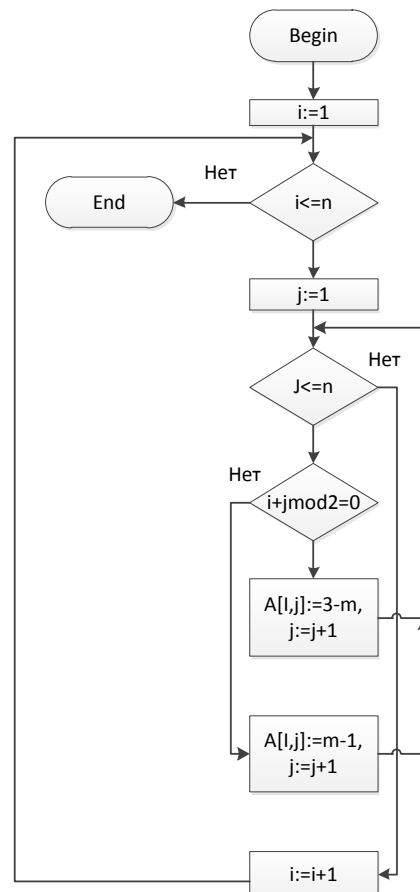 Begin
i:=1
Нет
End
i<=n
j:=1
Нет
J<=n
Нет
i+jmod2=0
A[I,j]:=3-m,
j:=j+1
A[I,j]:=m-1,
j:=j+1
i:=i+1